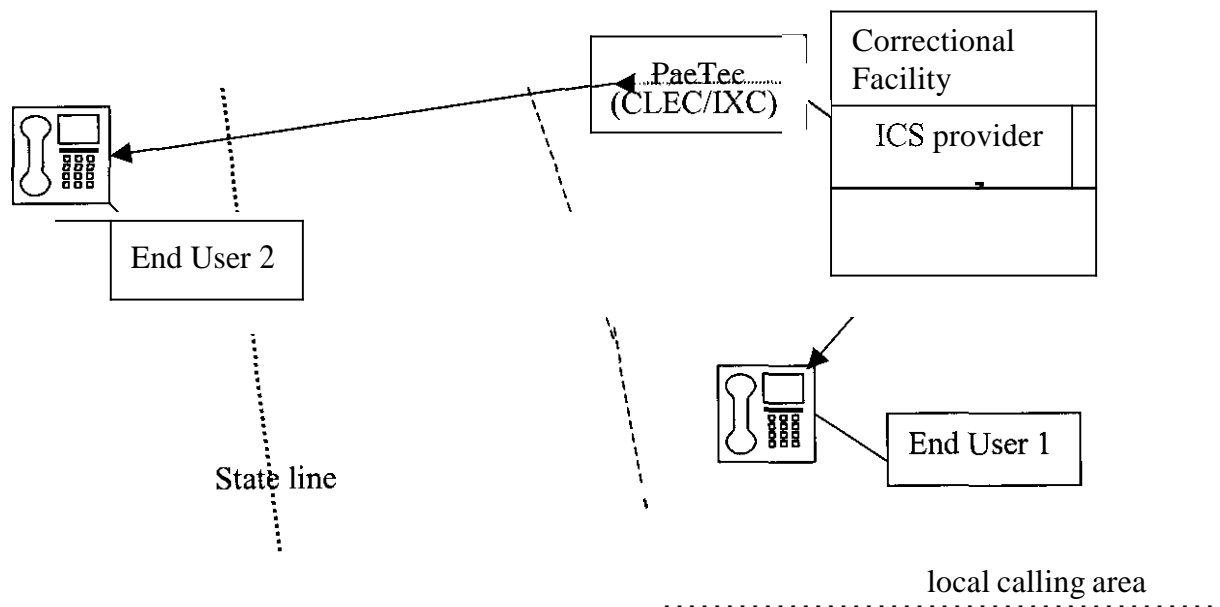 PaeTec
(CLEC/IXC)
Correctional
Facility
ICS provider
End User 2
End User 1
State line
local calling area